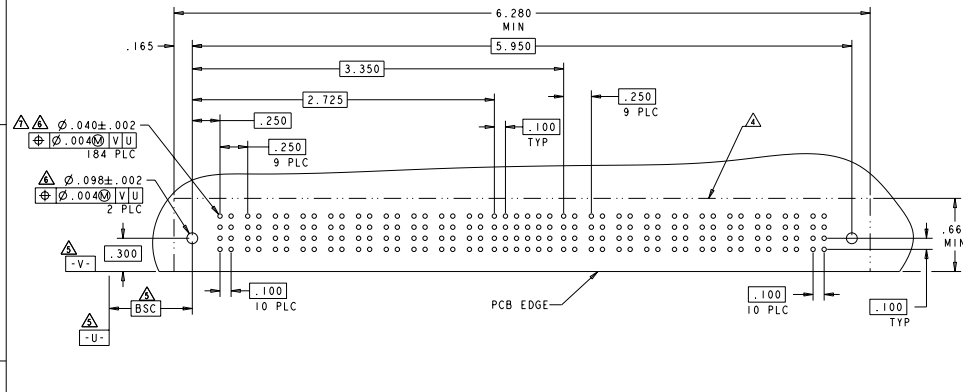 6.280
MIN
.165
5.950
3.350
2.725
.250
9 PLC
.250
.100
TYP
7 6 Ø.040±.002
⌖ Ø.004Ⓜ V U
184 PLC
.250
9 PLC
4
6 Ø.098±.002
⌖ Ø.004Ⓜ V U
2 PLC
.66
MIN
.300
5
-V-
5
BSC
.100
10 PLC
PCB EDGE
.100
10 PLC
.100
TYP
5
-U-